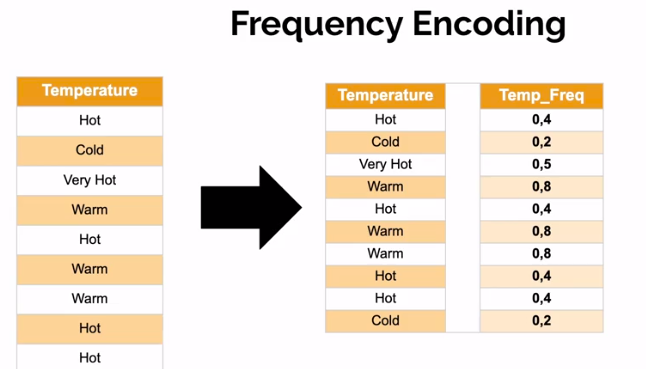 Frequency Encoding
Temperature
Hot
Cold
Very Hot
Warm
Hot
Warm
Warm
Hot
Hot
Temperature Temp_Freq
Hot 0,4
Cold 0,2
Very Hot 0,5
Warm 0,8
Hot 0,4
Warm 0,8
Warm 0,8
Hot 0,4
Hot 0,4
Cold 0,2